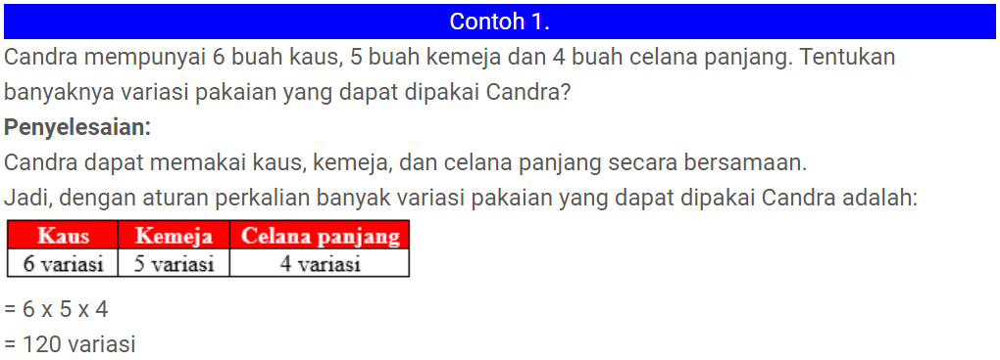 Contoh 1.
Candra mempunyai 6 buah kaus, 5 buah kemeja dan 4 buah celana panjang. Tentukan
banyaknya variasi pakaian yang dapat dipakai Candra?
Penyelesaian:
Candra dapat memakai kaus, kemeja, dan celana panjang secara bersamaan.
Jadi, dengan aturan perkalian banyak variasi pakaian yang dapat dipakai Candra adalah:
Kaus Kemeja Celana panjang
6 variasi 5 variasi 4 variasi
= 6 x 5 x 4
= 120 variasi